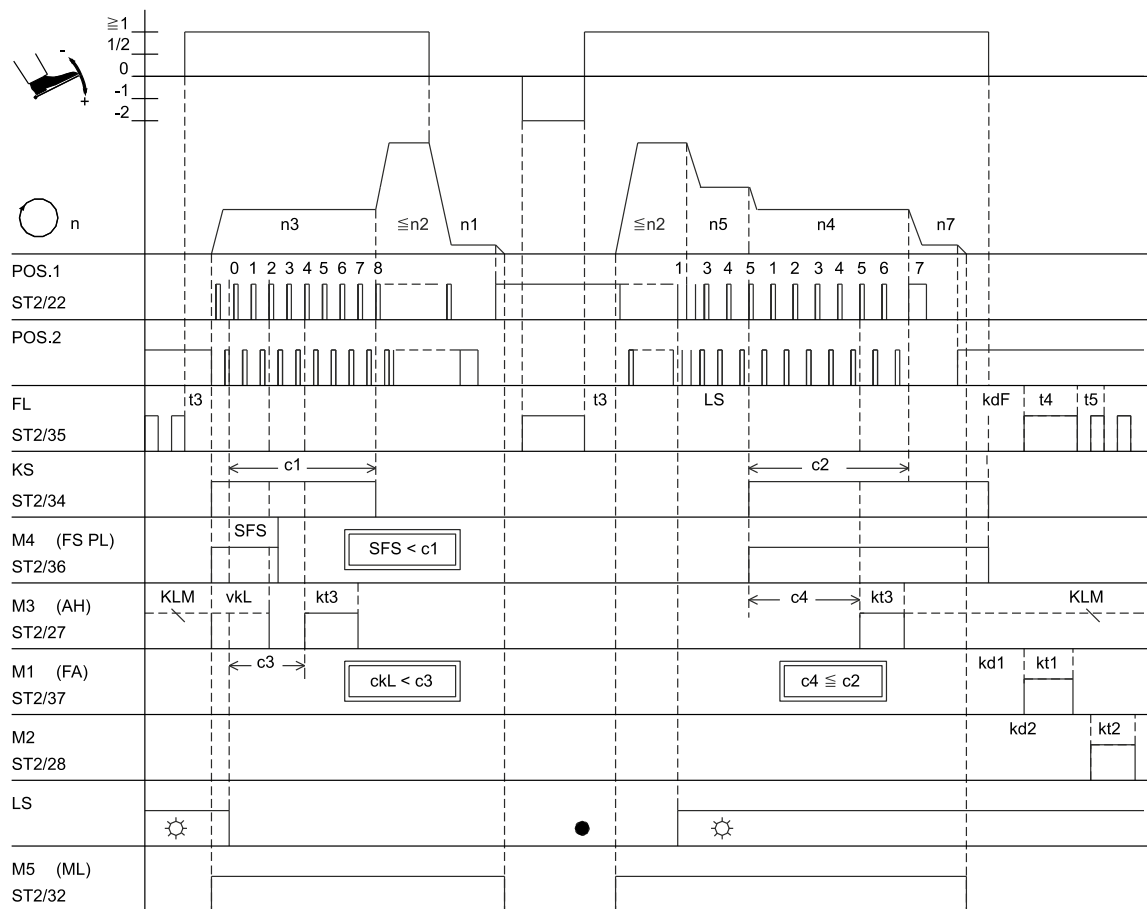 ≧1
1/2
0
-1
-2
-
+
n
n3 ≦n2 n1 ≦n2 n5 n4 n7
POS.1 0 1 2 3 4 5 6 7 8 1 3 4 5 1 2 3 4 5 6 7
ST2/22
POS.2
FL t3 t3 LS kdF t4 t5
ST2/35
KS c1 c2
ST2/34
SFS
M4 (FS PL) SFS < c1
ST2/36
KLM vkL kt3 c4 kt3 KLM
M3 (AH)
ST2/27
c3 kd1 kt1
M1 (FA) ckL < c3 c4 ≦ c2
ST2/37
M2 kd2 kt2
ST2/28
LS
M5 (ML)
ST2/32